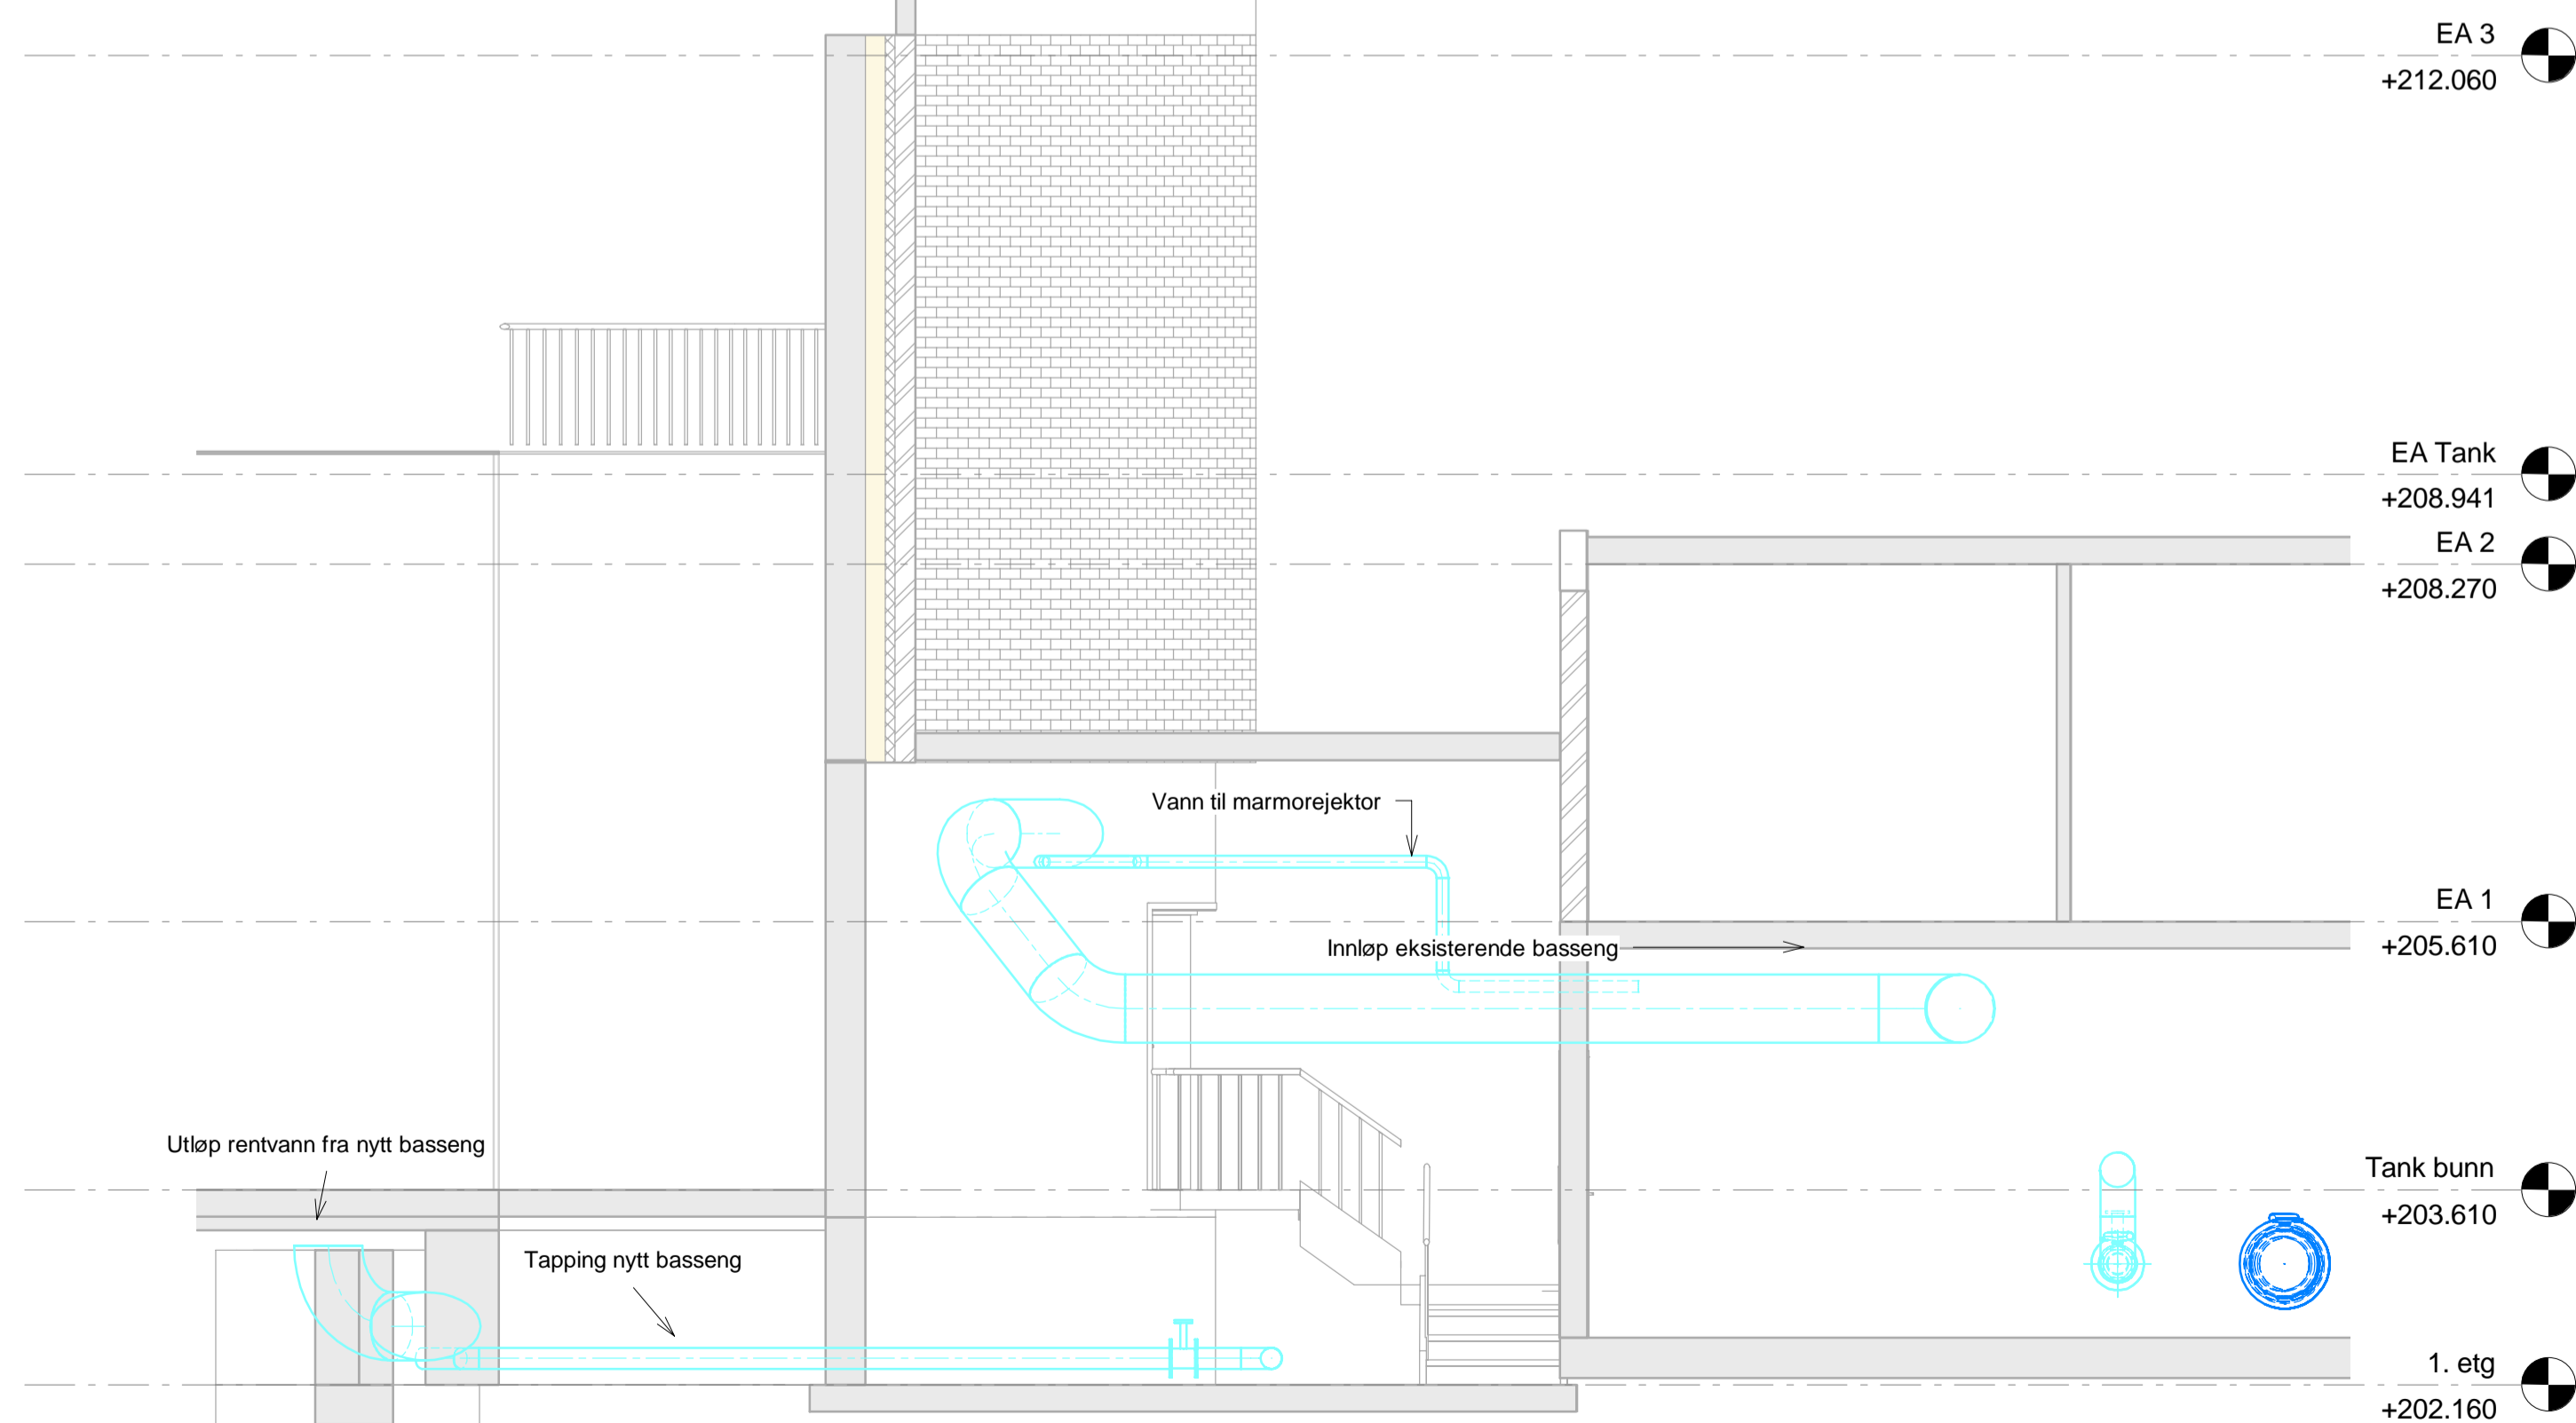 EA 3
+212.060
EA Tank
+208.941
EA 2
+208.270
Vann til marmorejektor
EA 1
+205.610
Innløp eksisterende basseng
Utløp rentvann fra nytt basseng
Tank bunn
+203.610
Tapping nytt basseng
1. etg
+202.160